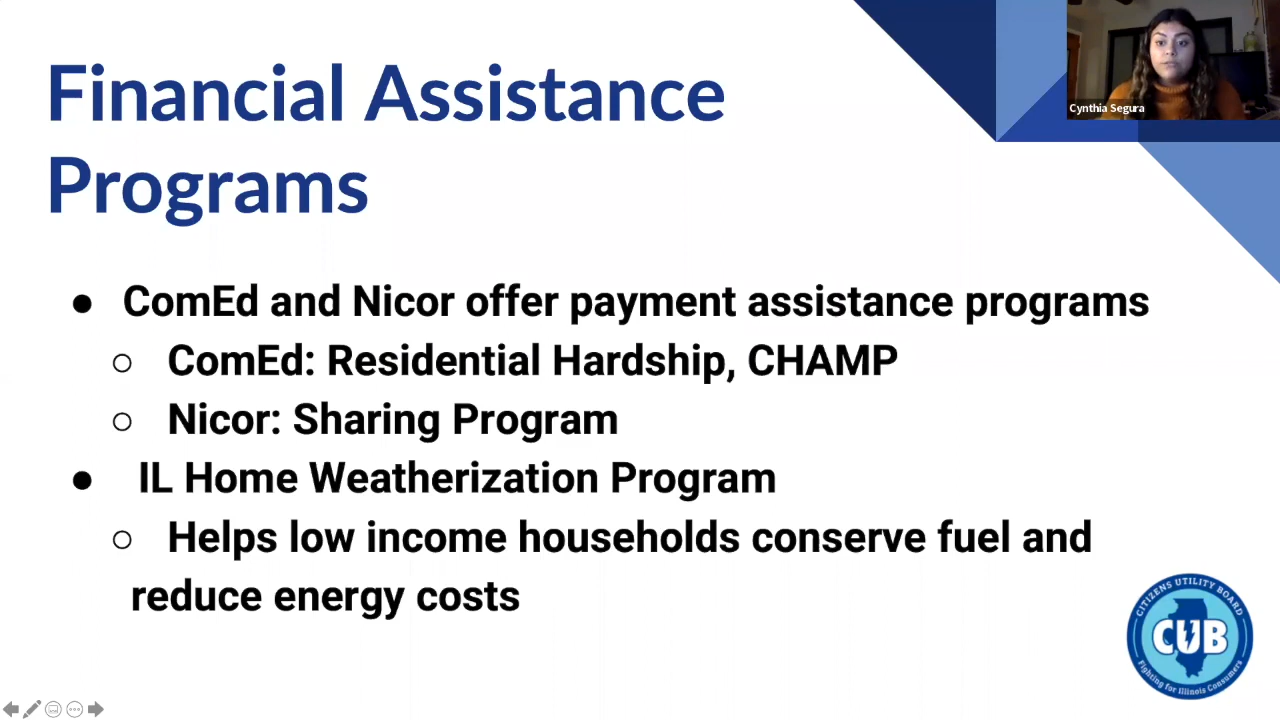 Financial Assistance
Programs
Cynthia Segura
● ComEd and Nicor offer payment assistance programs
○ ComEd: Residential Hardship, CHAMP
○ Nicor: Sharing Program
● IL Home Weatherization Program
○ Helps low income households conserve fuel and
reduce energy costs
CITIZENS UTILITY BOARD
CUB
Fighting for Illinois Consumers